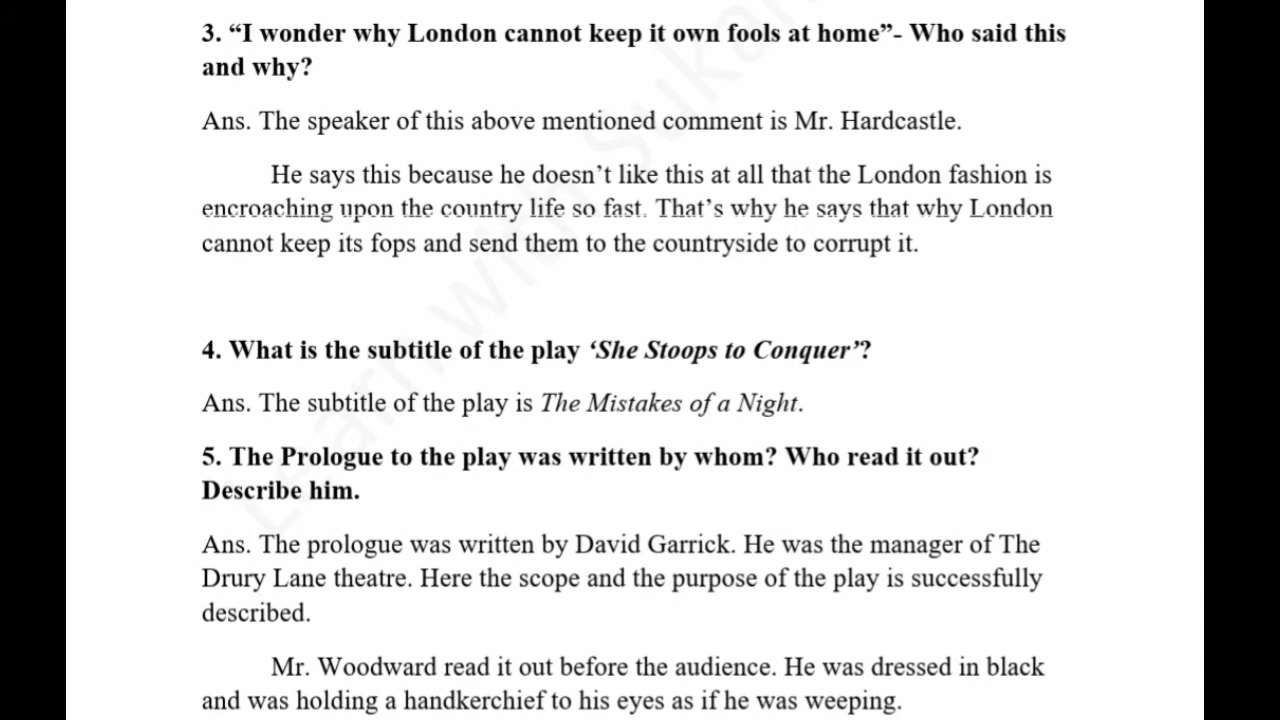 3. “I wonder why London cannot keep it own fools at home”- Who said this
and why?
Ans. The speaker of this above mentioned comment is Mr. Hardcastle.
He says this because he doesn’t like this at all that the London fashion is
encroaching upon the country life so fast. That’s why he says that why London
cannot keep its fops and send them to the countryside to corrupt it.
4. What is the subtitle of the play ‘She Stoops to Conquer’?
Ans. The subtitle of the play is The Mistakes of a Night.
5. The Prologue to the play was written by whom? Who read it out?
Describe him.
Ans. The prologue was written by David Garrick. He was the manager of The
Drury Lane theatre. Here the scope and the purpose of the play is successfully
described.
Mr. Woodward read it out before the audience. He was dressed in black
and was holding a handkerchief to his eyes as if he was weeping.
Learn with